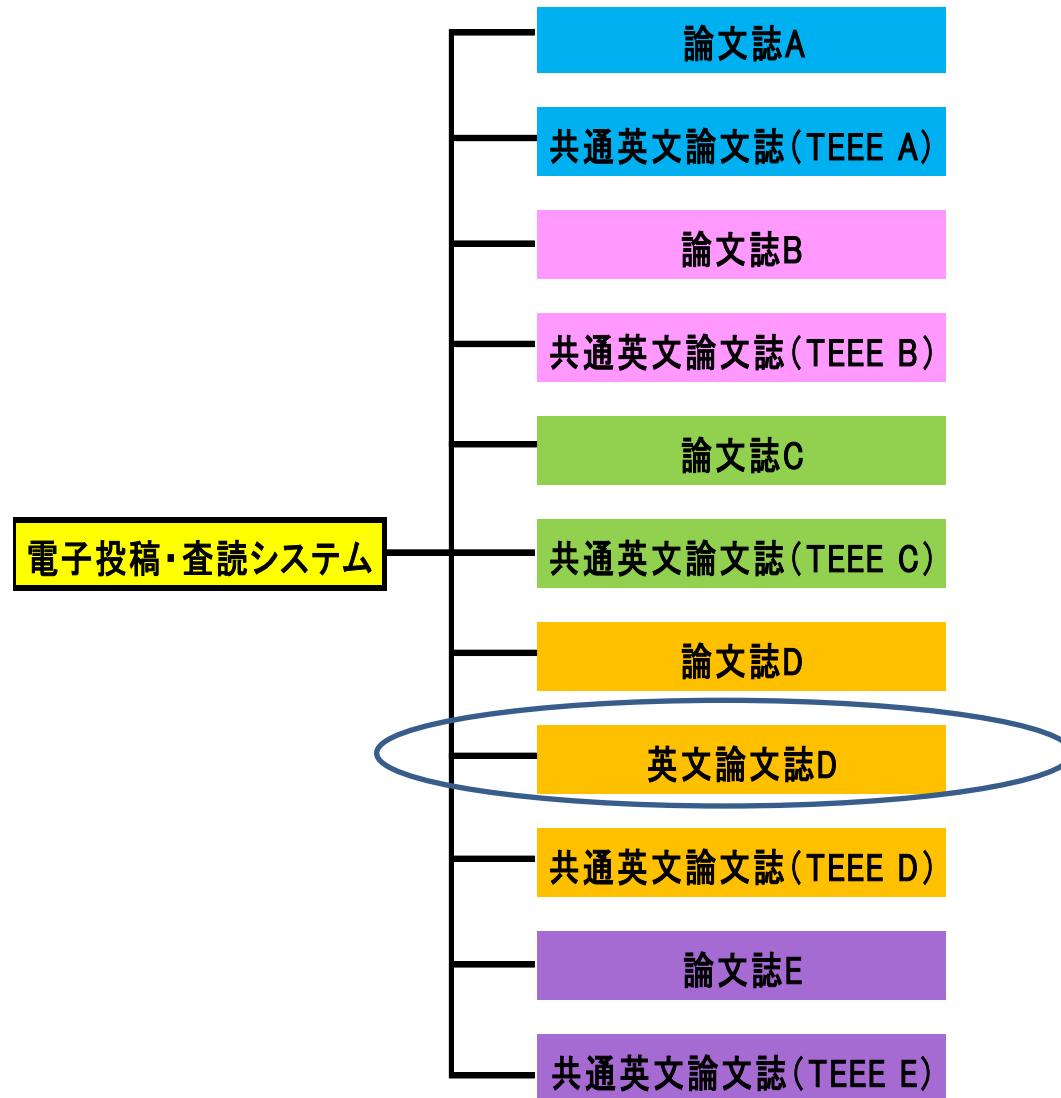 論文誌A
共通英文論文誌(TEEE A)
論文誌B
共通英文論文誌(TEEE B)
論文誌C
電子投稿・査読システム
共通英文論文誌(TEEE C)
論文誌D
英文論文誌D
共通英文論文誌(TEEE D)
論文誌E
共通英文論文誌(TEEE E)